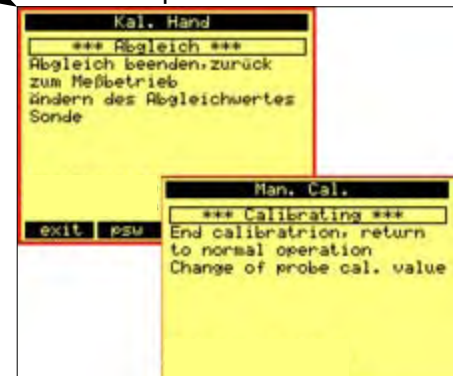 Kal. Hand
*** Abgleich ***
Abgleich beenden,zurück
zum Meßbetrieb
ändern des Abgleichwertes
Sonde
exit psw
Man. Cal.
*** Calibrating ***
End calibratrion, return
to normal operation
Change of probe cal. value